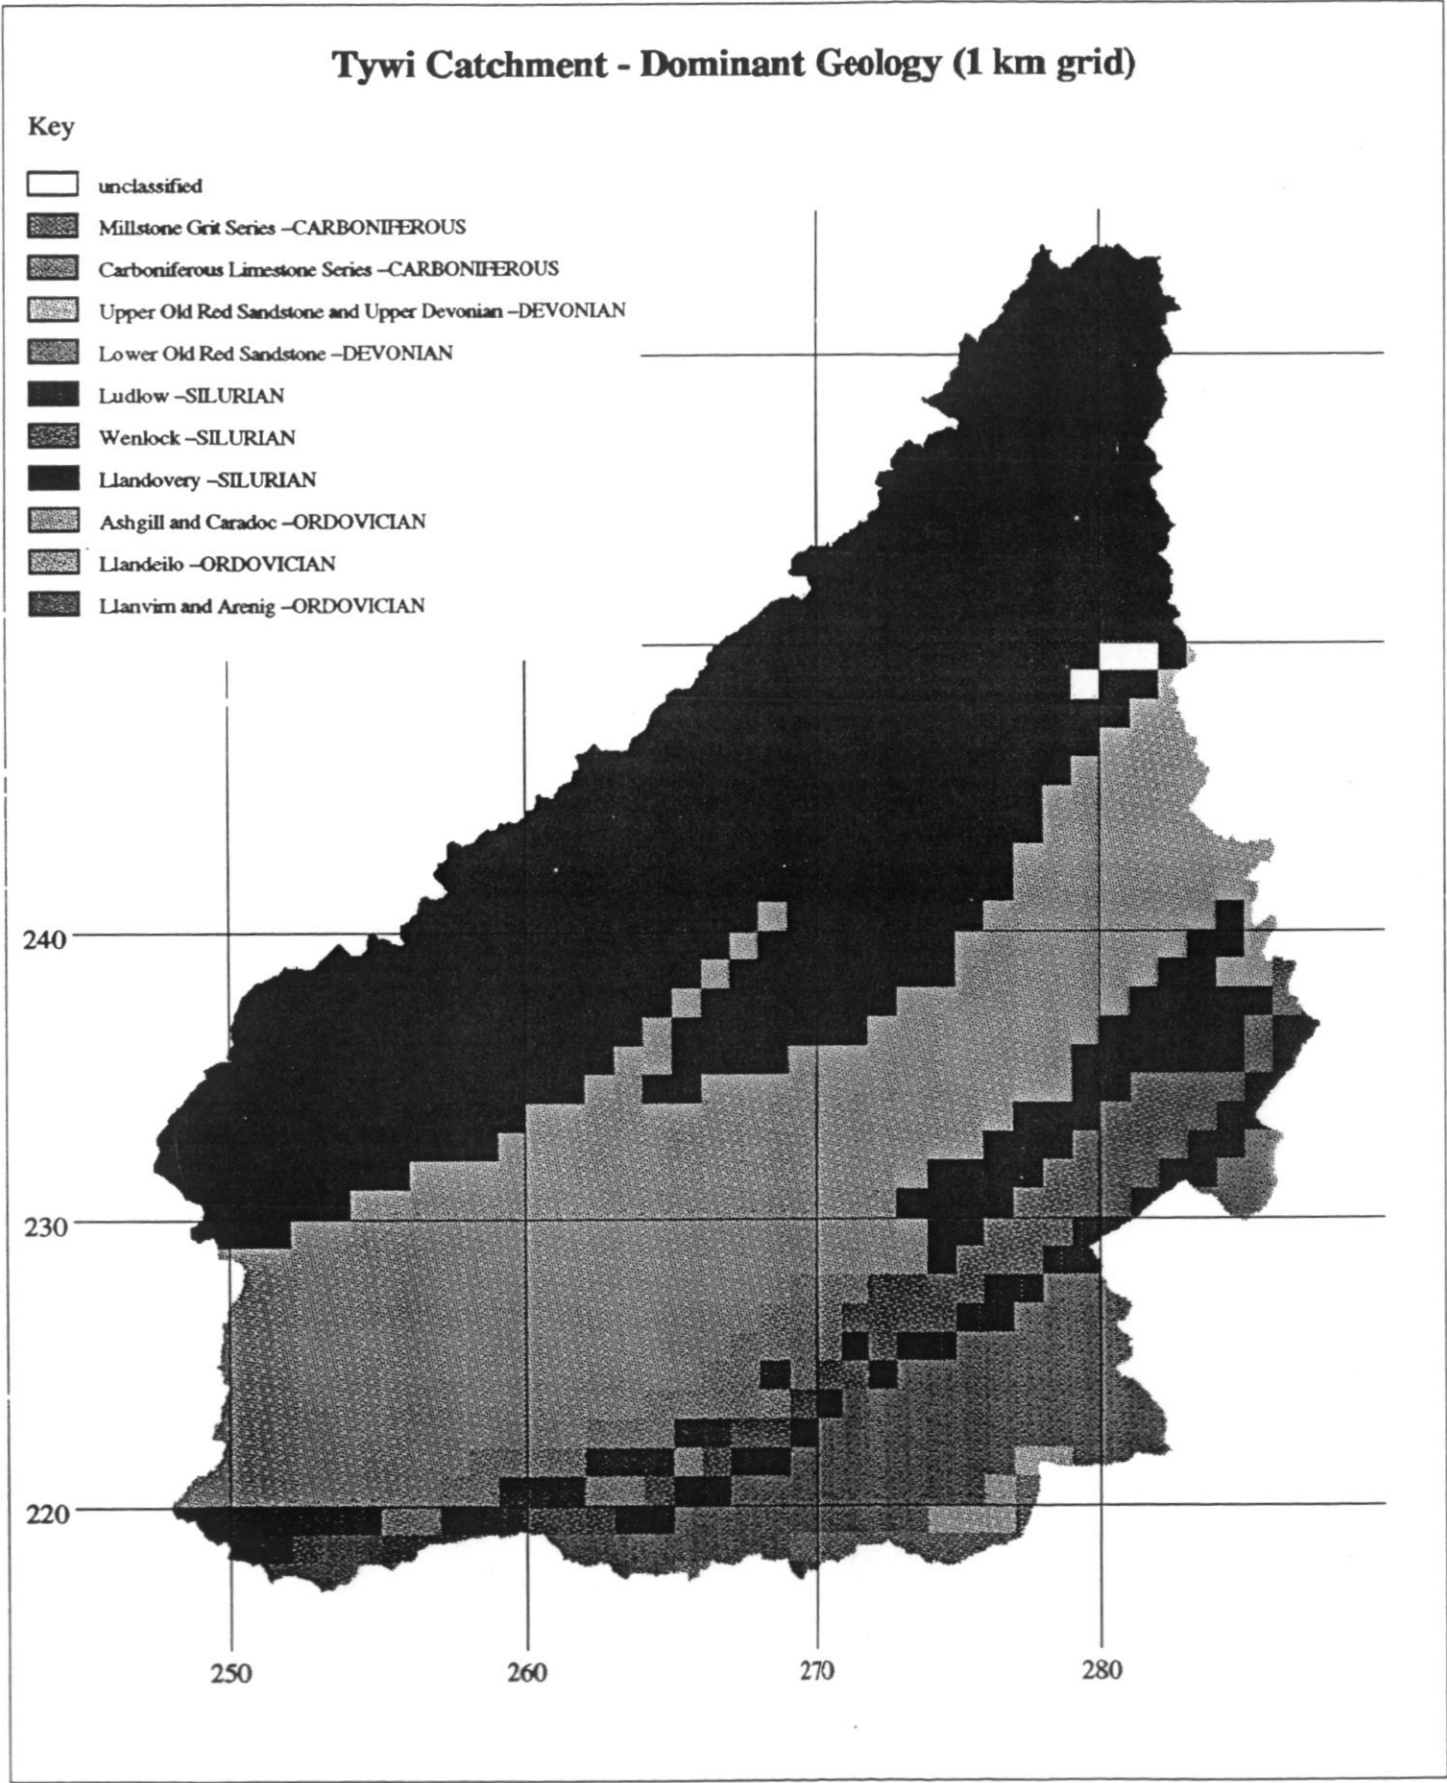 Tywi Catchment - Dominant Geology (1 km grid)
Key
unclassified
Millstone Grit Series –CARBONIFEROUS
Carboniferous Limestone Series –CARBONIFEROUS
Upper Old Red Sandstone and Upper Devonian –DEVONIAN
Lower Old Red Sandstone –DEVONIAN
Ludlow –SILURIAN
Wenlock –SILURIAN
Llandovery –SILURIAN
Ashgill and Caradoc –ORDOVICIAN
Llandeilo –ORDOVICIAN
Llanvirn and Arenig –ORDOVICIAN
240
230
220
250 260 270 280